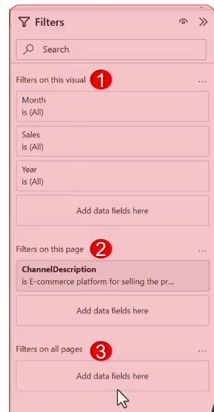 Filters
Search
Filters on this visual 1 ...
Month
is (All)
Sales
is (All)
Year
is (All)
Add data fields here
Filters on this page 2 ...
ChannelDescription
is E-commerce platform for selling the pr...
Add data fields here
Filters on all pages 3 ...
Add data fields here